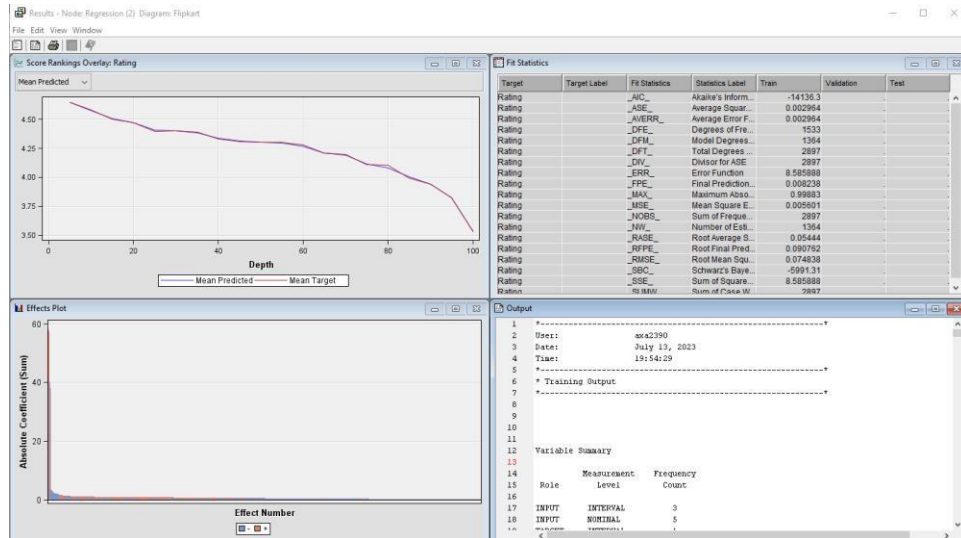 Results - Node: Regression (2) Diagram: Flipkart
File Edit View Window
Score Rankings Overlay: Rating
Mean Predicted
4.50
4.25
4.00
3.75
3.50
0 20 40 60 80 100
Depth
Mean Predicted Mean Target
Fit Statistics
Target Target Label Fit Statistics Statistics Label Train Validation Test
Rating _AIC_ Akaike's Inform... -14136.3 . .
Rating _ASE_ Average Squar... 0.002964 . .
Rating _AVERR_ Average Error F... 0.002964 . .
Rating _DFE_ Degrees of Fre... 1533 . .
Rating _DFM_ Model Degrees... 1364 . .
Rating _DFT_ Total Degrees ... 2897 . .
Rating _DIV_ Divisor for ASE 2897 . .
Rating _ERR_ Error Function 8.585888 . .
Rating _FPE_ Final Prediction... 0.008238 . .
Rating _MAX_ Maximum Abso... 0.99883 . .
Rating _MSE_ Mean Square E... 0.005601 . .
Rating _NOBS_ Sum of Freque... 2897 . .
Rating _NW_ Number of Esti... 1364 . .
Rating _RASE_ Root Average S... 0.05444 . .
Rating _RFPE_ Root Final Pred... 0.090762 . .
Rating _RMSE_ Root Mean Squ... 0.074838 . .
Rating _SBC_ Schwarz's Baye... -5991.31 . .
Rating _SSE_ Sum of Square... 8.585888 . .
Rating _SUMW_ Sum of Case W... 2897
Effects Plot
Absolute Coefficient (Sum)
60
40
20
0
Effect Number
- +
Output
1 *------------------------------------------------------------*
2 User: axa2390
3 Date: July 13, 2023
4 Time: 19:54:29
5 *------------------------------------------------------------*
6 * Training Output
7 *------------------------------------------------------------*
8
9
10
11
12 Variable Summary
13
14 Measurement Frequency
15 Role Level Count
16
17 INPUT INTERVAL 3
18 INPUT NOMINAL 5
19 TARGET INTERVAL 1